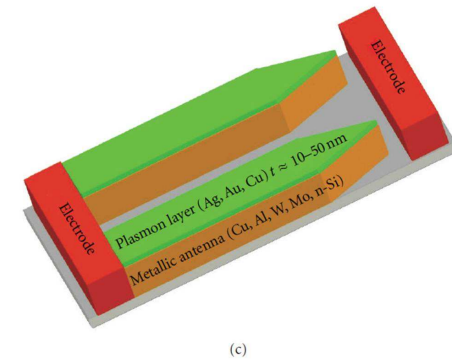 Electrode
Electrode
Plasmon layer (Ag, Au, Cu) t ≈ 10–50 nm
Metallic antenna (Cu, Al, W, Mo, n-Si)
(c)